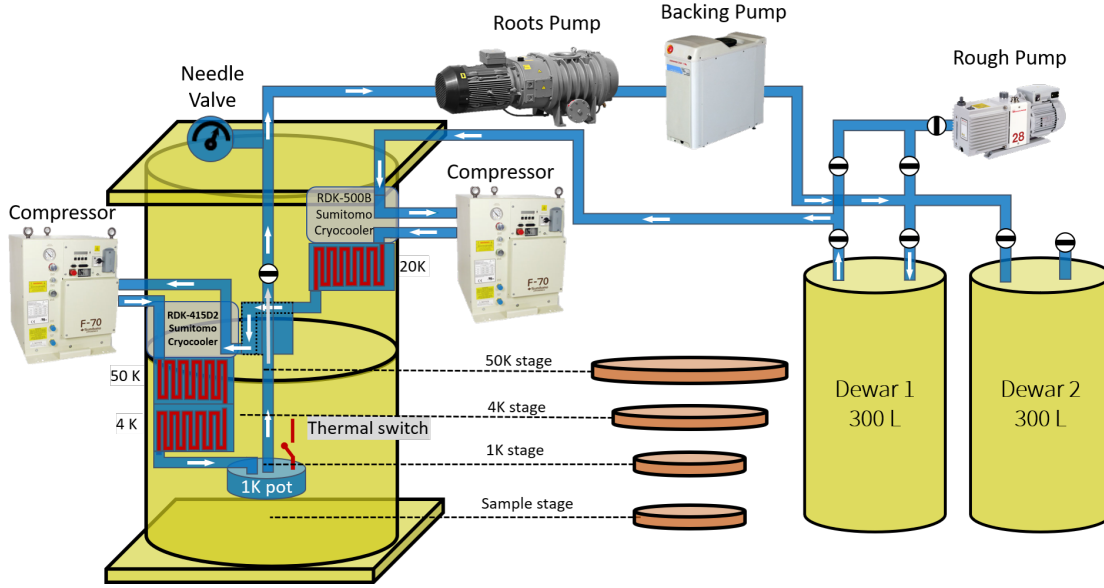 Roots Pump
Backing Pump
Rough Pump
Needle
Valve
28
Compressor
RDK-500B
Sumitomo
Cryocooler
Compressor
20K
F-70
F-70
RDK-415D2
Sumitomo
Cryocooler
50 K
50K stage
4 K
4K stage
Thermal switch
1K stage
1K pot
Sample stage
Dewar 1
300 L
Dewar 2
300 L